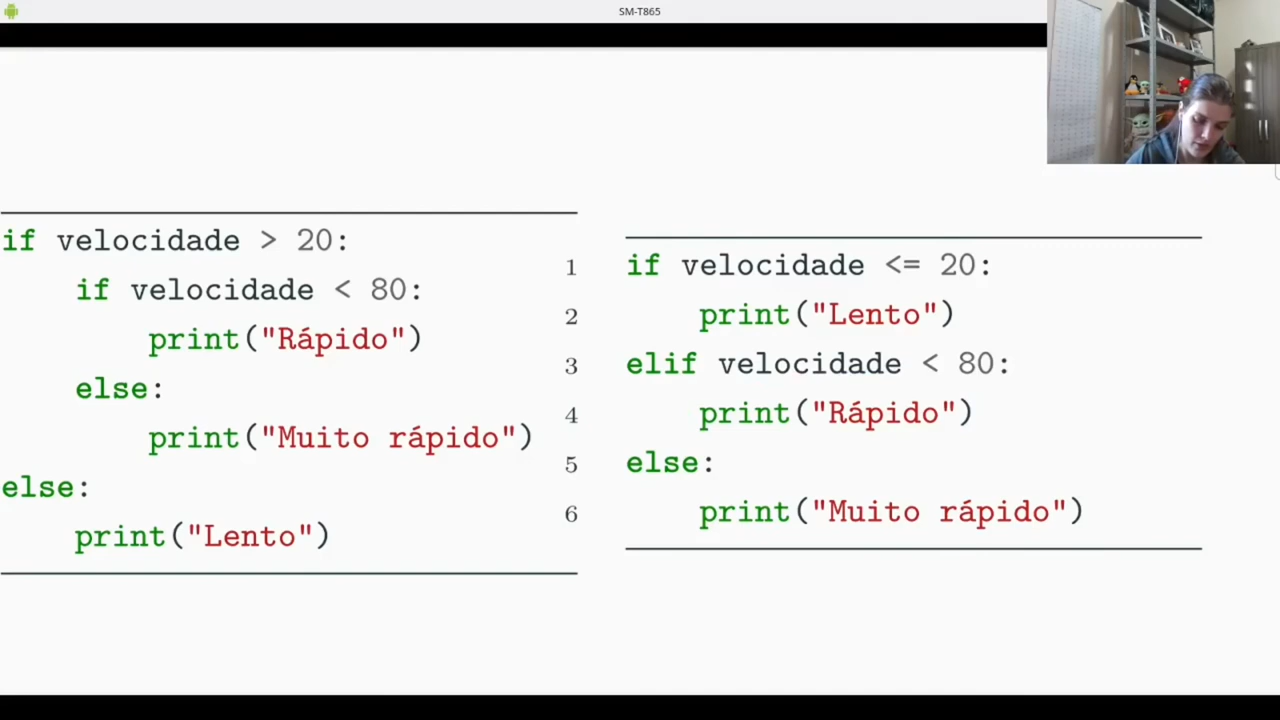 SM-T865
if velocidade > 20:
if velocidade < 80:
print("Rápido")
else:
print("Muito rápido")
else:
print("Lento")
1 if velocidade <= 20:
2 print("Lento")
3 elif velocidade < 80:
4 print("Rápido")
5 else:
6 print("Muito rápido")